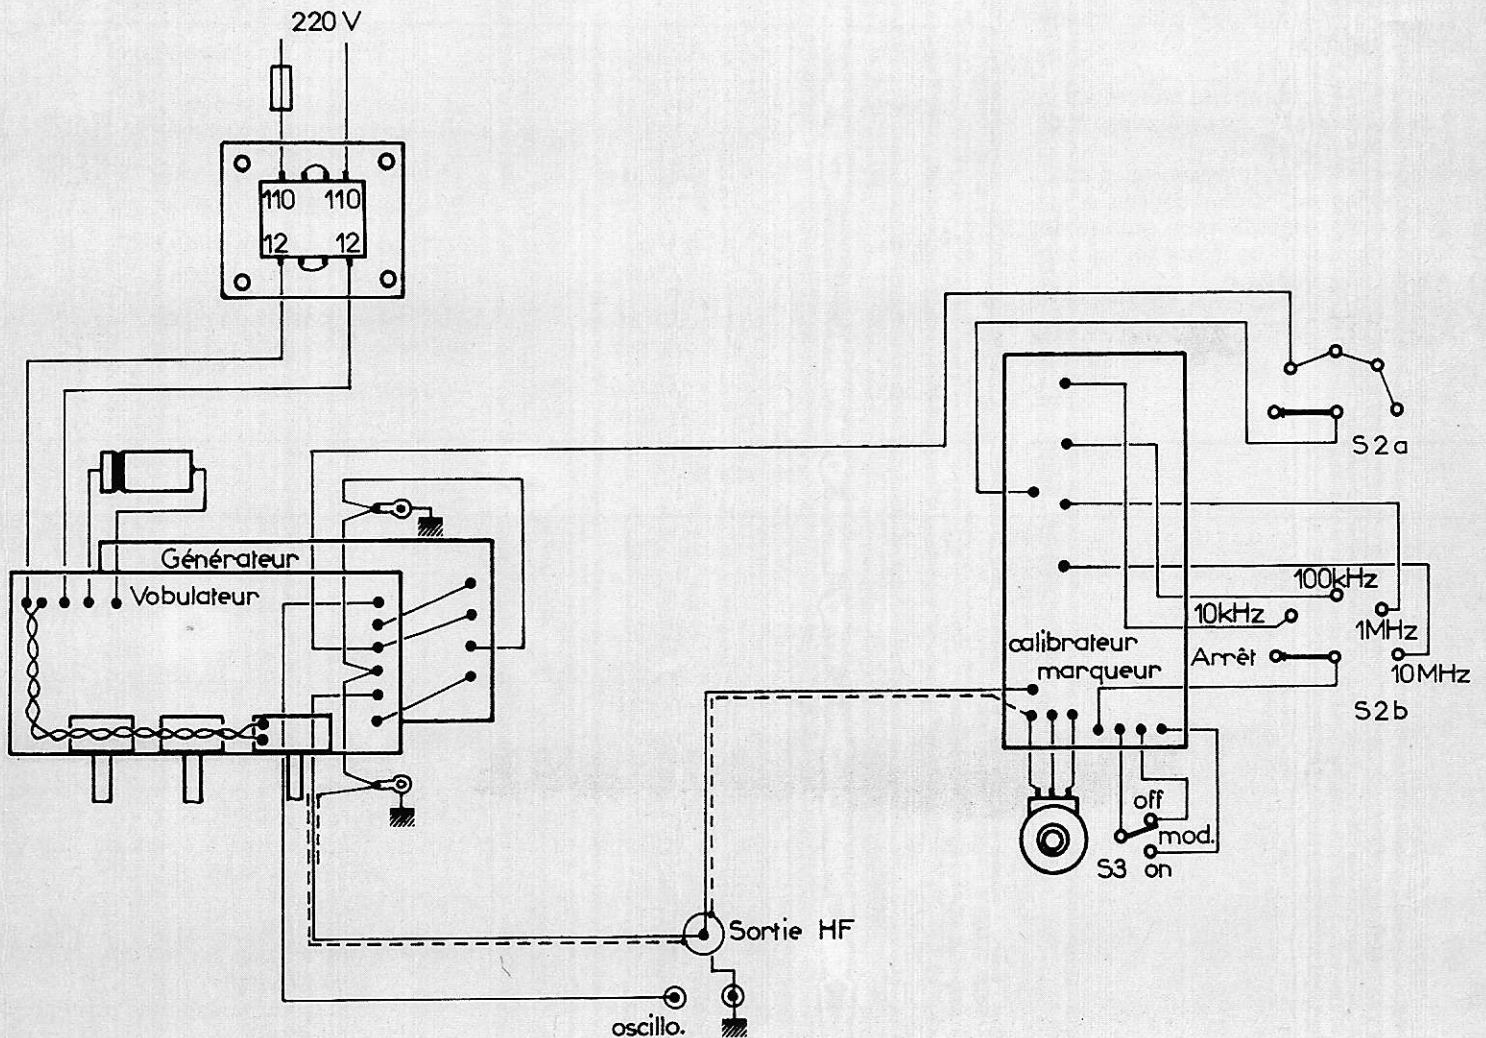 220 V
110 110
12 12
S2a
Générateur
Vobulateur
100kHz
10kHz
1MHz
calibrateur
marqueur
Arrêt
10MHz
S2b
off
mod.
S3 on
Sortie HF
oscillo.